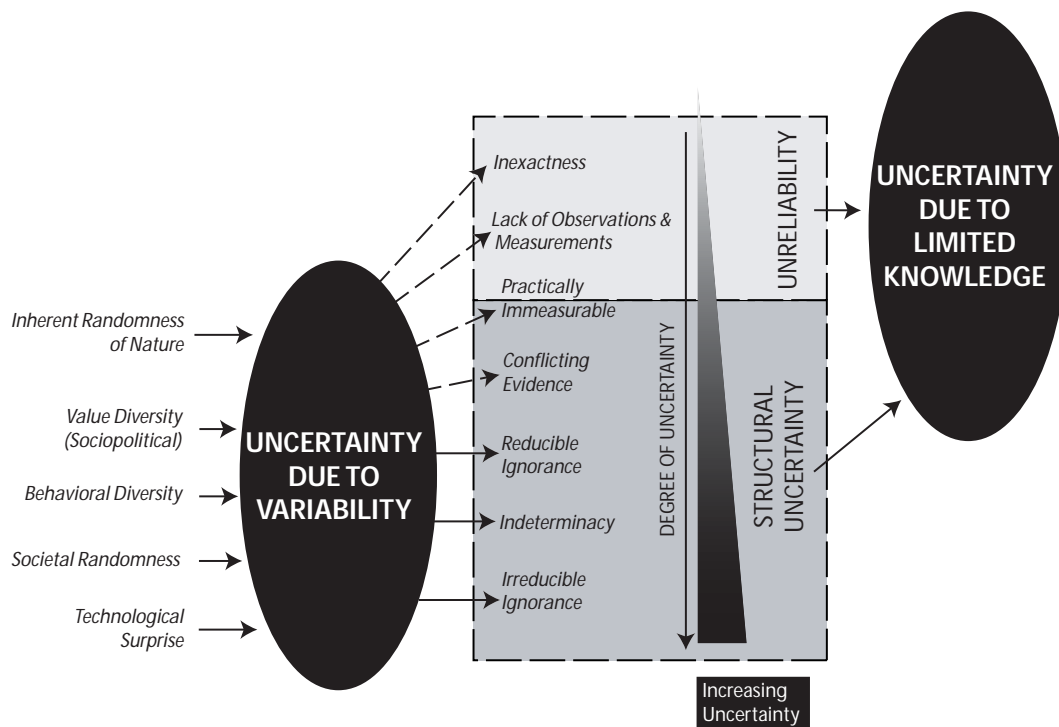 Inherent Randomness
of Nature
Value Diversity
(Sociopolitical)
Behavioral Diversity
Societal Randomness
Technological
Surprise
UNCERTAINTY
DUE TO
VARIABILITY
Inexactness
Lack of Observations &
Measurements
Practically
Immeasurable
Conflicting
Evidence
Reducible
Ignorance
Indeterminacy
Irreducible
Ignorance
DEGREE OF UNCERTAINTY
UNRELIABILITY
STRUCTURAL
UNCERTAINTY
Increasing
Uncertainty
UNCERTAINTY
DUE TO
LIMITED
KNOWLEDGE